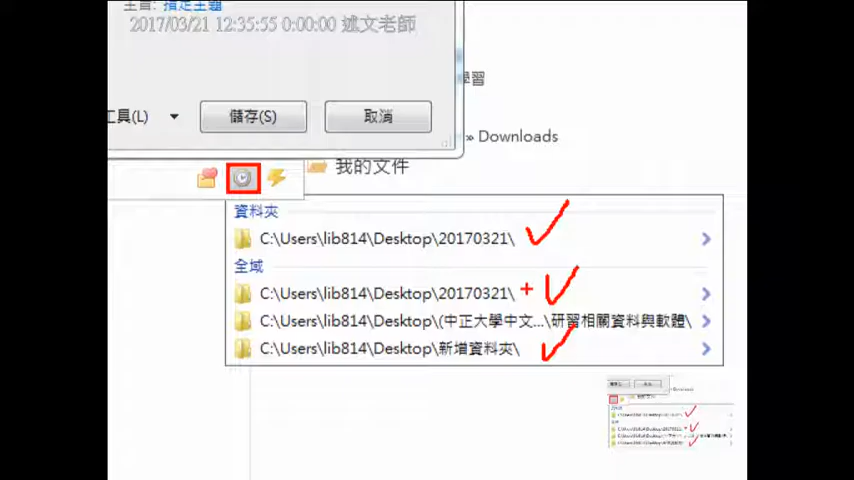 主旨: 指定主題
2017/03/21 12:35:55 0:00:00 述文老師
學習
工具(L)
儲存(S)
取消
» Downloads
我的文件
資料夾
C:\Users\lib814\Desktop\20170321\
全域
C:\Users\lib814\Desktop\20170321\ +
C:\Users\lib814\Desktop\(中正大學中文...\研習相關資料與軟體\
C:\Users\lib814\Desktop\新增資料夾\